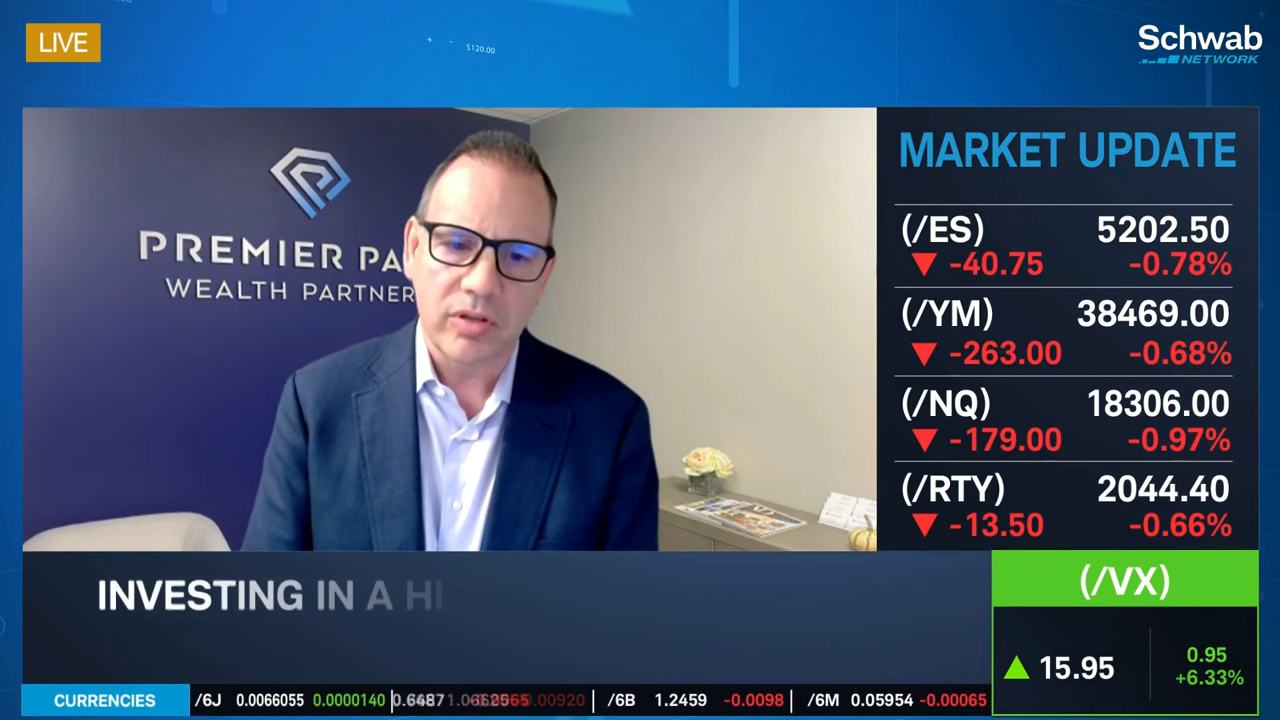 LIVE
$120.00
Schwab
NETWORK
PREMIER PA
WEALTH PARTNER
MARKET UPDATE
(/ES) 5202.50
▼ -40.75 -0.78%
(/YM) 38469.00
▼ -263.00 -0.68%
(/NQ) 18306.00
▼ -179.00 -0.97%
(/RTY) 2044.40
▼ -13.50 -0.66%
INVESTING IN A HI
(/VX)
▲ 15.95
0.95
+6.33%
CURRENCIES /6J 0.0066055 0.0000140 /6B 1.2459 -0.0098 /6M 0.05954 -0.00065